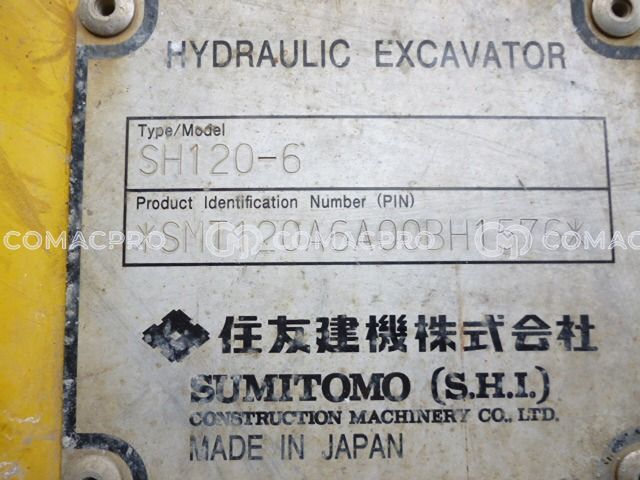 HYDRAULIC EXCAVATOR
Type/Model
SH120-6
Product Identification Number (PIN)
COMACPRO COMACPRO COMACPRO COMACPRO
住友建機株式会社
SUMITOMO (S.H.I.)
CONSTRUCTION MACHINERY CO., LTD.
MADE IN JAPAN